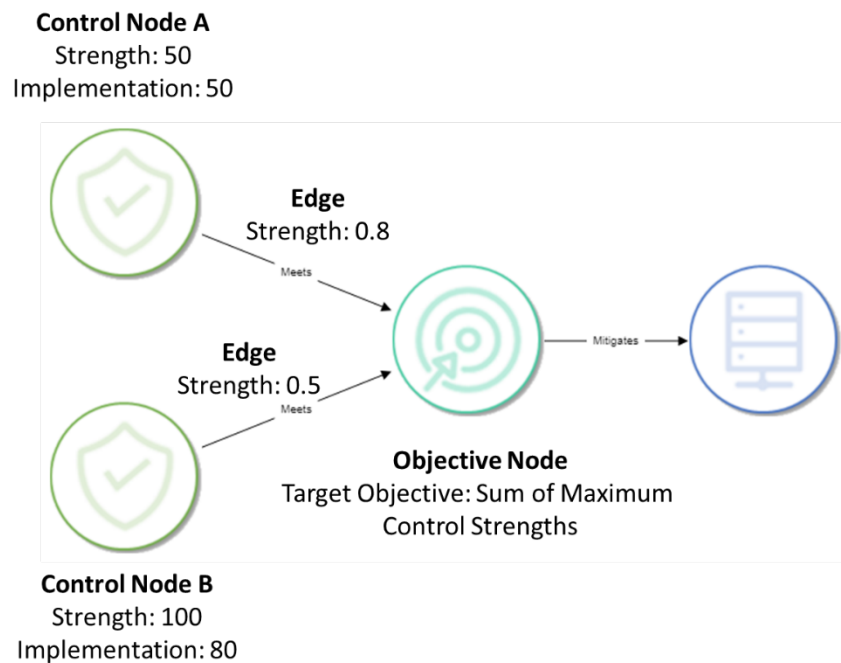 Control Node A
Strength: 50
Implementation: 50
Edge
Strength: 0.8
Meets
Edge
Strength: 0.5
Meets
Mitigates
Objective Node
Target Objective: Sum of Maximum
Control Strengths
Control Node B
Strength: 100
Implementation: 80